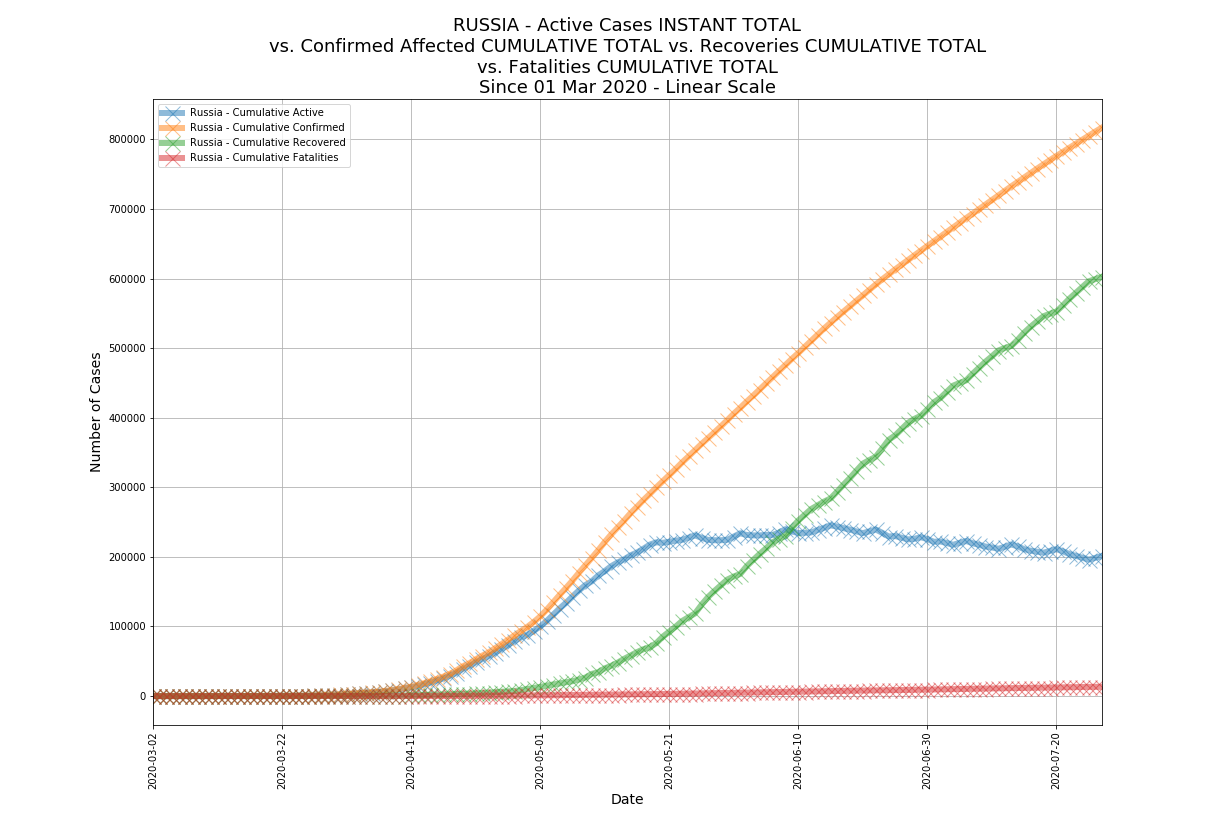 RUSSIA - Active Cases INSTANT TOTAL
vs. Confirmed Affected CUMULATIVE TOTAL vs. Recoveries CUMULATIVE TOTAL
vs. Fatalities CUMULATIVE TOTAL
Since 01 Mar 2020 - Linear Scale
Russia - Cumulative Active
Russia - Cumulative Confirmed
Russia - Cumulative Recovered
Russia - Cumulative Fatalities
Number of Cases
800000
700000
600000
500000
400000
300000
200000
100000
0
2020-03-02
2020-03-22
2020-04-11
2020-05-01
2020-05-21
2020-06-10
2020-06-30
2020-07-20
Date